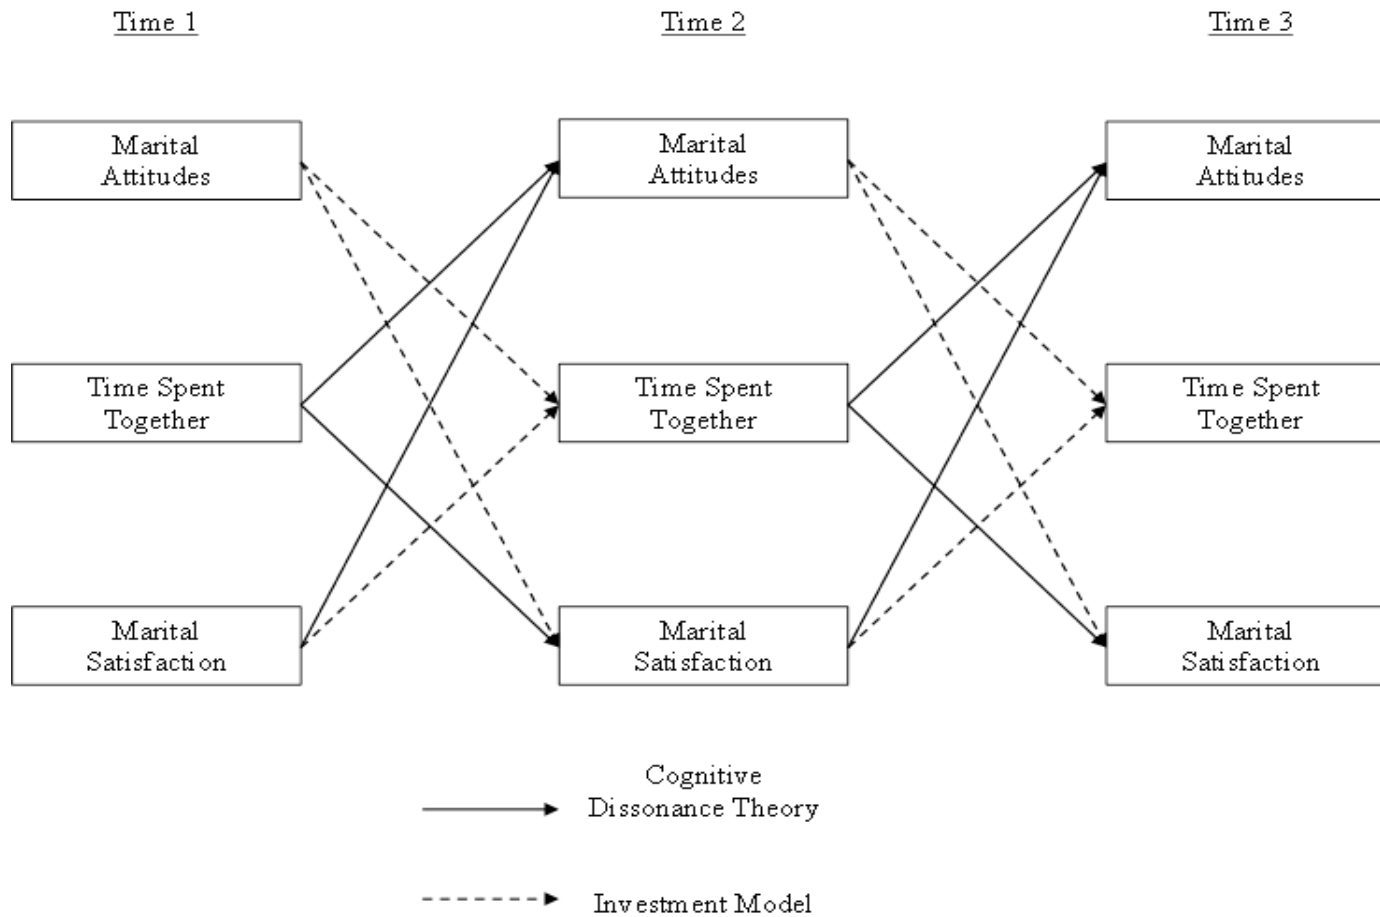 Time 1
Time 2
Time 3
Marital
Attitudes
Marital
Attitudes
Marital
Attitudes
Time Spent
Together
Time Spent
Together
Time Spent
Together
Marital
Satisfaction
Marital
Satisfaction
Marital
Satisfaction
Cognitive
Dissonance Theory
Investment Model